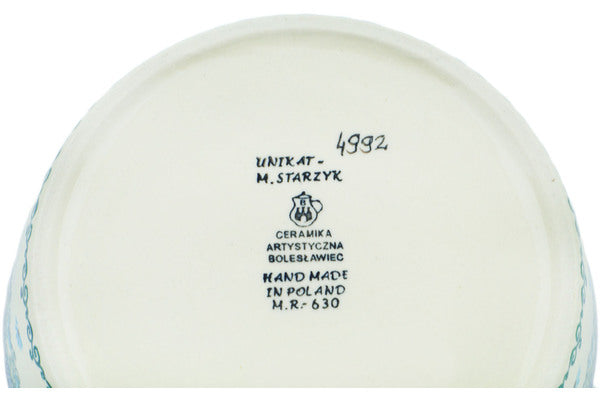 4992
UNIKAT-
M. STARZYK
B
CERAMIKA
ARTYSTYCZNA
BOLESŁAWIEC
HAND MADE
IN POLAND
M.R.-630